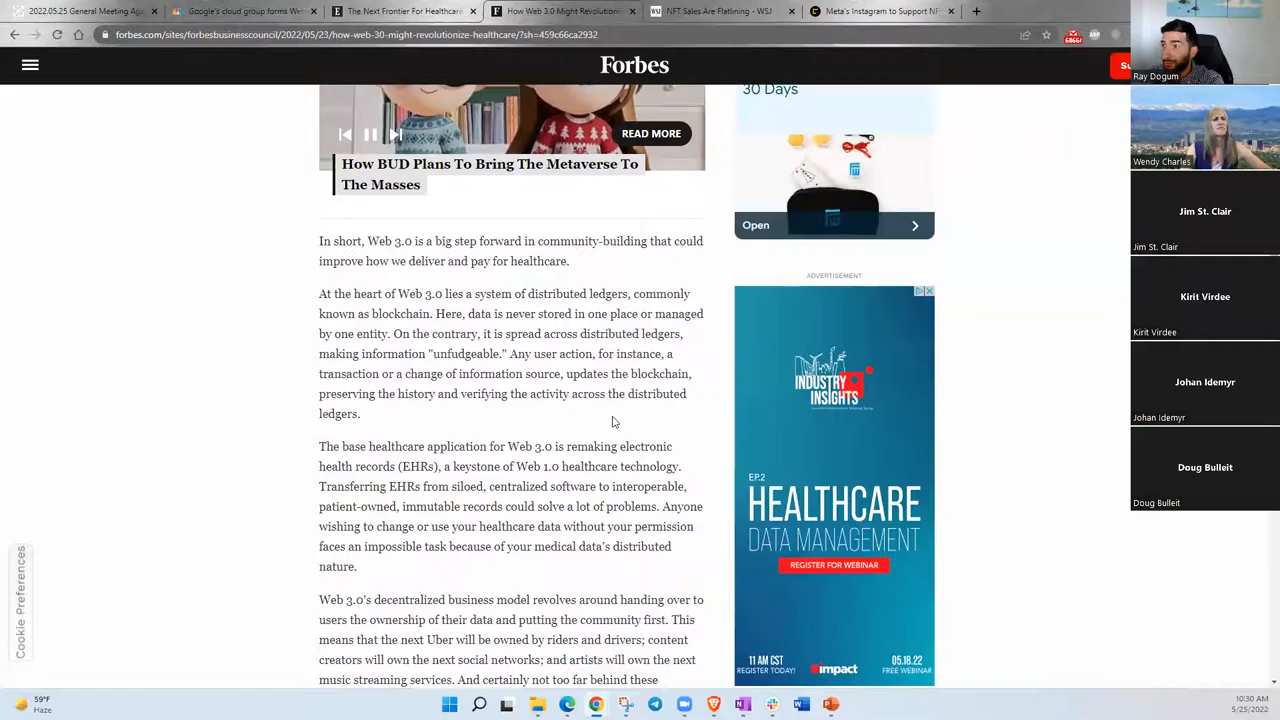 2022.05.25 General Meeting Age
Google's cloud group forms Web
The Next Frontier For Healthcare
How Web 3.0 Might Revolutioni
NFT Sales Are Flatlining - WSJ
Meta's Instagram to Support NF
forbes.com/sites/forbesbusinesscouncil/2022/05/23/how-web-30-might-revolutionize-healthcare/?sh=459c66ca2932
Forbes
Su
30 Days
READ MORE
How BUD Plans To Bring The Metaverse To
The Masses
Open
In short, Web 3.0 is a big step forward in community-building that could
improve how we deliver and pay for healthcare.
At the heart of Web 3.0 lies a system of distributed ledgers, commonly
known as blockchain. Here, data is never stored in one place or managed
by one entity. On the contrary, it is spread across distributed ledgers,
making information "unfudgeable." Any user action, for instance, a
transaction or a change of information source, updates the blockchain,
preserving the history and verifying the activity across the distributed
ledgers.
The base healthcare application for Web 3.0 is remaking electronic
health records (EHRs), a keystone of Web 1.0 healthcare technology.
Transferring EHRs from siloed, centralized software to interoperable,
patient-owned, immutable records could solve a lot of problems. Anyone
wishing to change or use your healthcare data without your permission
faces an impossible task because of your medical data's distributed
nature.
Web 3.0's decentralized business model revolves around handing over to
users the ownership of their data and putting the community first. This
means that the next Uber will be owned by riders and drivers; content
creators will own the next social networks; and artists will own the next
music streaming services. And certainly not too far behind these
ADVERTISEMENT
INDUSTRY
INSIGHTS
EP.2
HEALTHCARE
DATA MANAGEMENT
REGISTER FOR WEBINAR
11 AM CST
REGISTER TODAY!
impact
05.18.22
FREE WEBINAR
Cookie Preferences
Ray Dogum
Wendy Charles
Jim St. Clair
Jim St. Clair
Kirit Virdee
Kirit Virdee
Johan Idemyr
Johan Idemyr
Doug Bulleit
Doug Bulleit
59°F
Haze
10:30 AM
5/25/2022